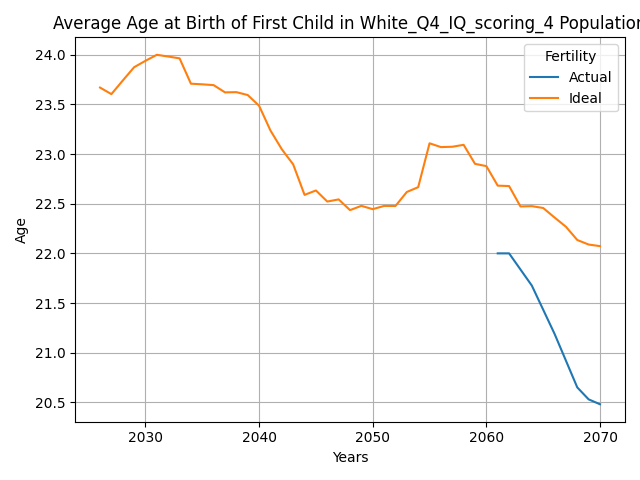 Average Age at Birth of First Child in White_Q4_IQ_scoring_4 Population
Fertility
Actual
Ideal
24.0
23.5
23.0
22.5
22.0
21.5
21.0
20.5
Age
2030 2040 2050 2060 2070
Years